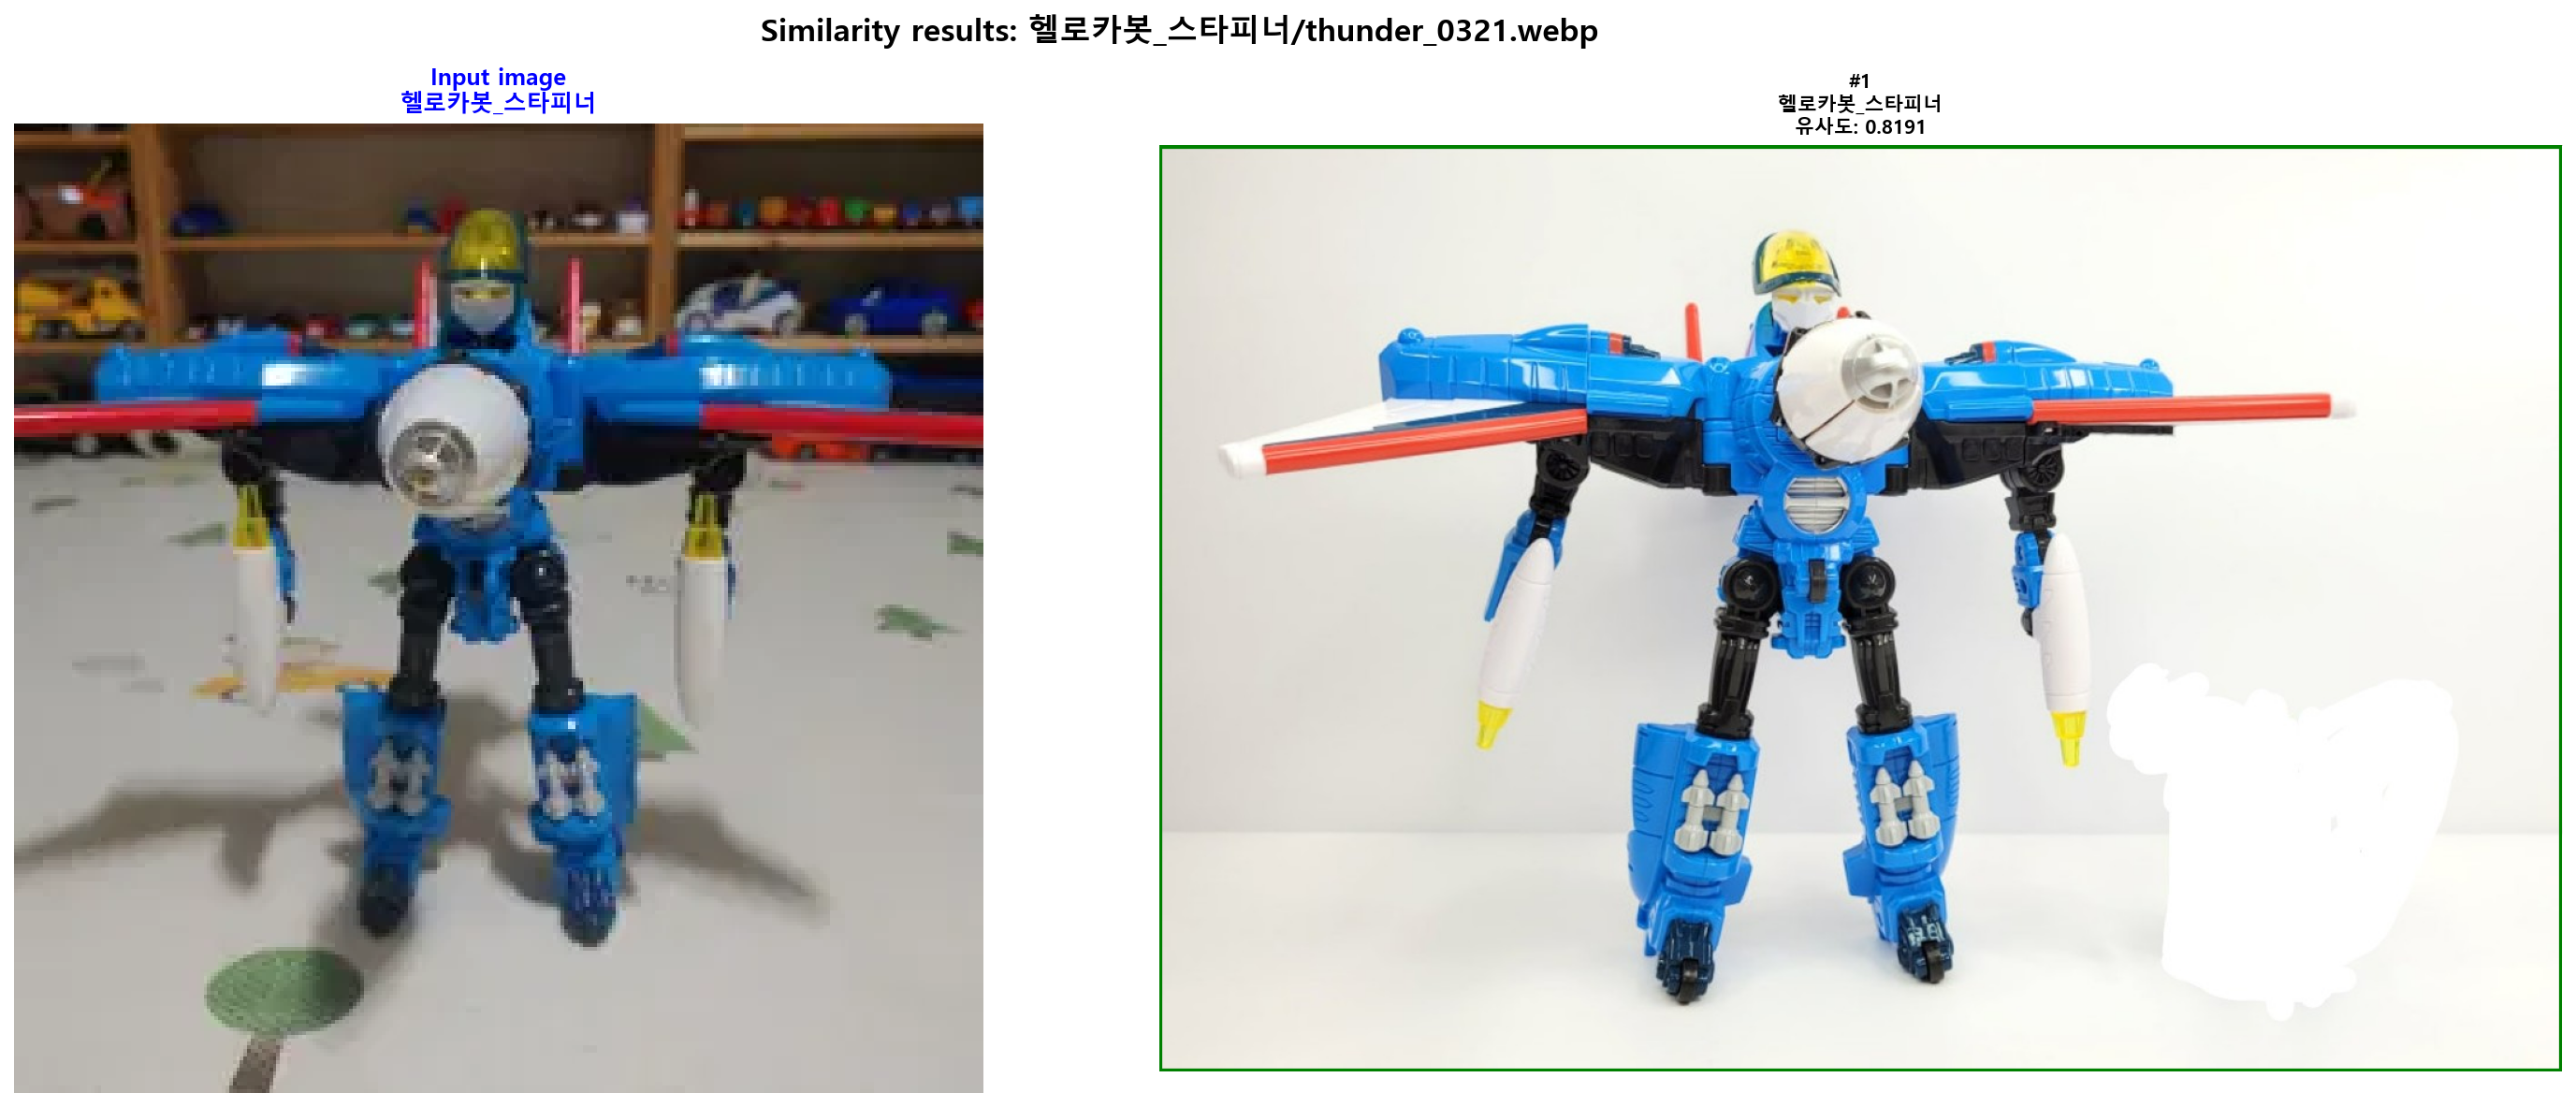 Similarity results: 헬로카봇_스타피너/thunder_0321.webp
Input image
헬로카봇_스타피너
#1
헬로카봇_스타피너
유사도: 0.8191